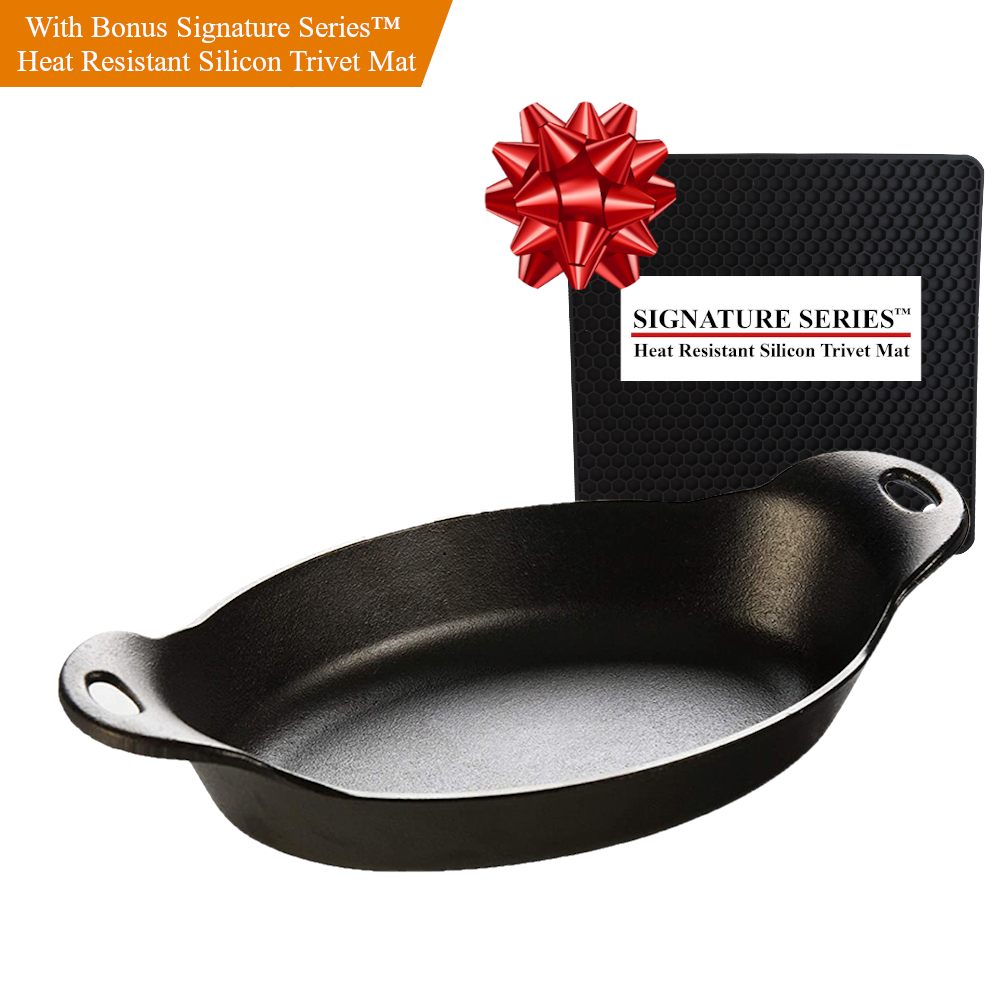 With Bonus Signature Series™
Heat Resistant Silicon Trivet Mat
SIGNATURE SERIES™
Heat Resistant Silicon Trivet Mat